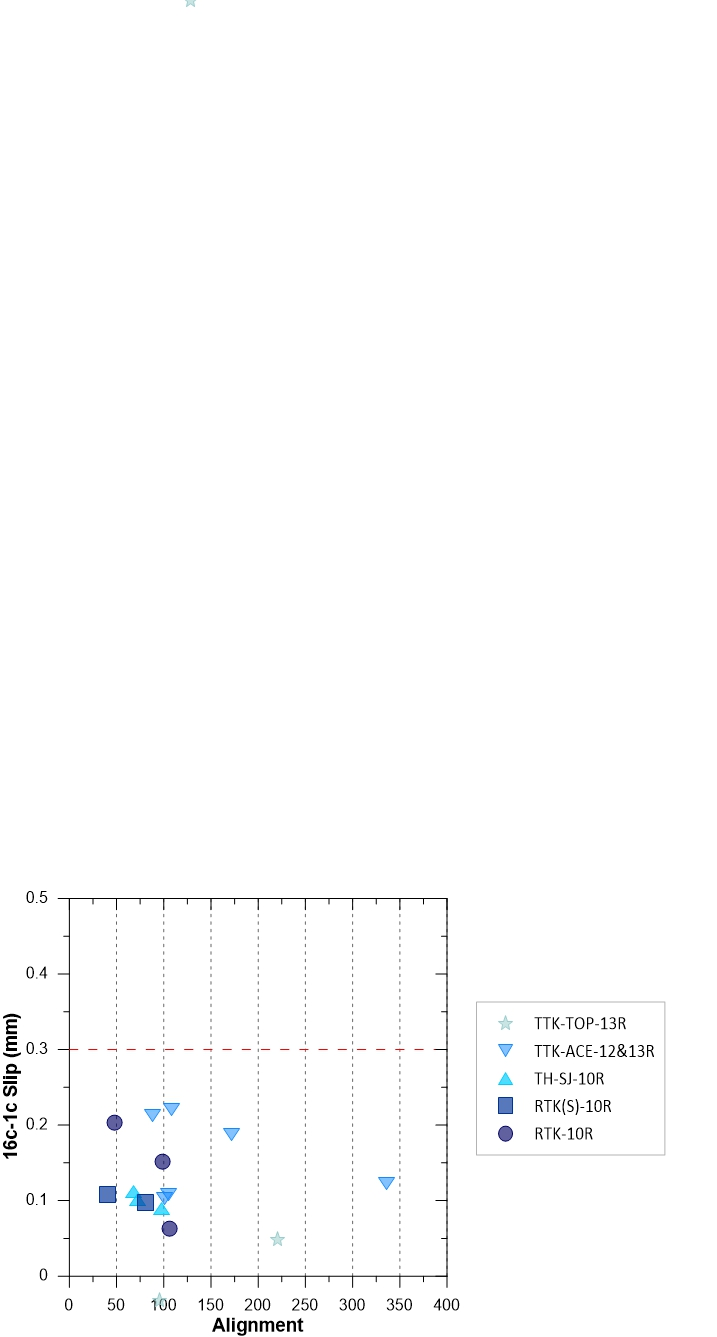 0.5
0.4
0.3
0.2
0.1
0
16c-1c Slip (mm)
0 50 100 150 200 250 300 350 400
Alignment
TTK-TOP-13R
TTK-ACE-12&13R
TH-SJ-10R
RTK(S)-10R
RTK-10R